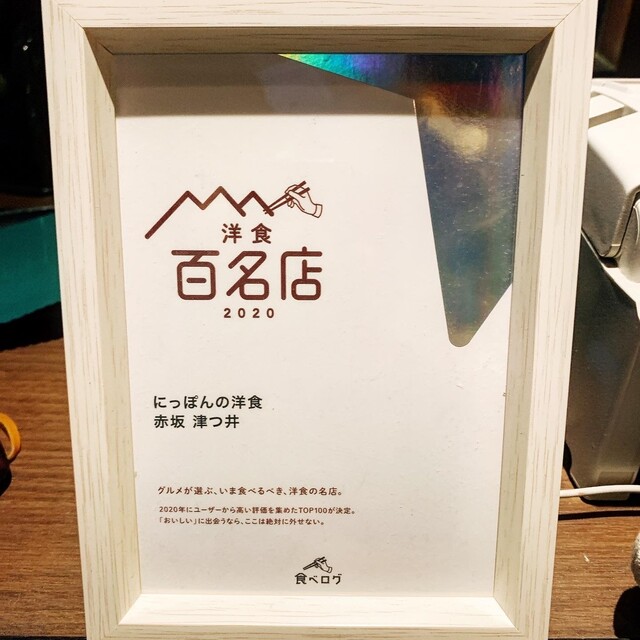 洋食
百名店
2020
にっぽんの洋食
赤坂 津つ井
グルメが選ぶ、いま食べるべき、洋食の名店。
2020年にユーザーから高い評価を集めたTOP100が決定。
「おいしい」に出会うなら、ここは絶対に外せない。
食べログ